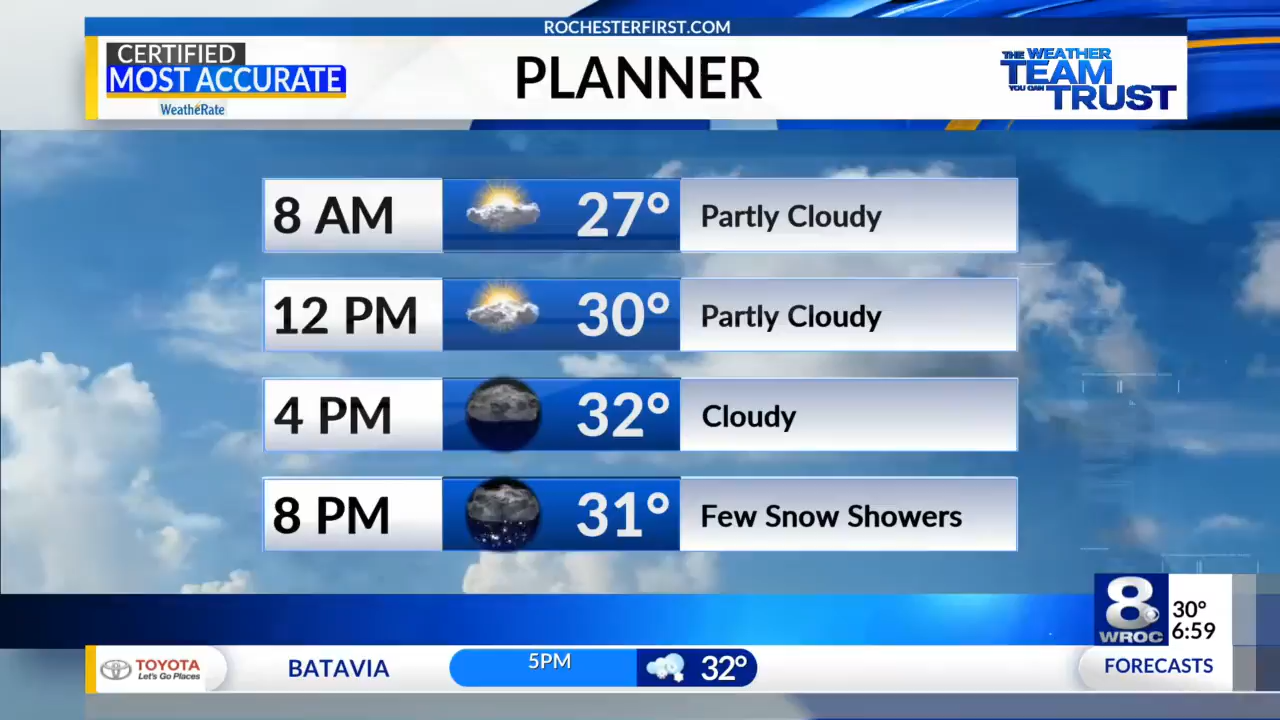 ROCHESTERFIRST.COM
CERTIFIED
MOST ACCURATE
WeatheRate
PLANNER
THE WEATHER
TEAM
YOU CAN
TRUST
8 AM 27° Partly Cloudy
12 PM 30° Partly Cloudy
4 PM 32° Cloudy
8 PM 31° Few Snow Showers
8
WROC
30°
6:59
TOYOTA
Let's Go Places
BATAVIA
5PM
32°
FORECASTS